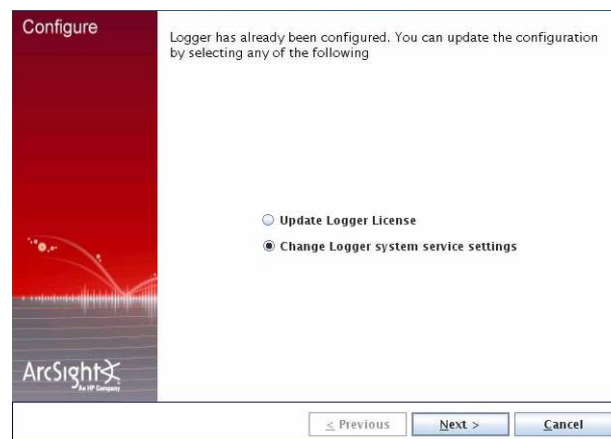 Configure
Logger has already been configured. You can update the configuration
by selecting any of the following
Update Logger License
Change Logger system service settings
ArcSight
An HP Company
< Previous
Next >
Cancel